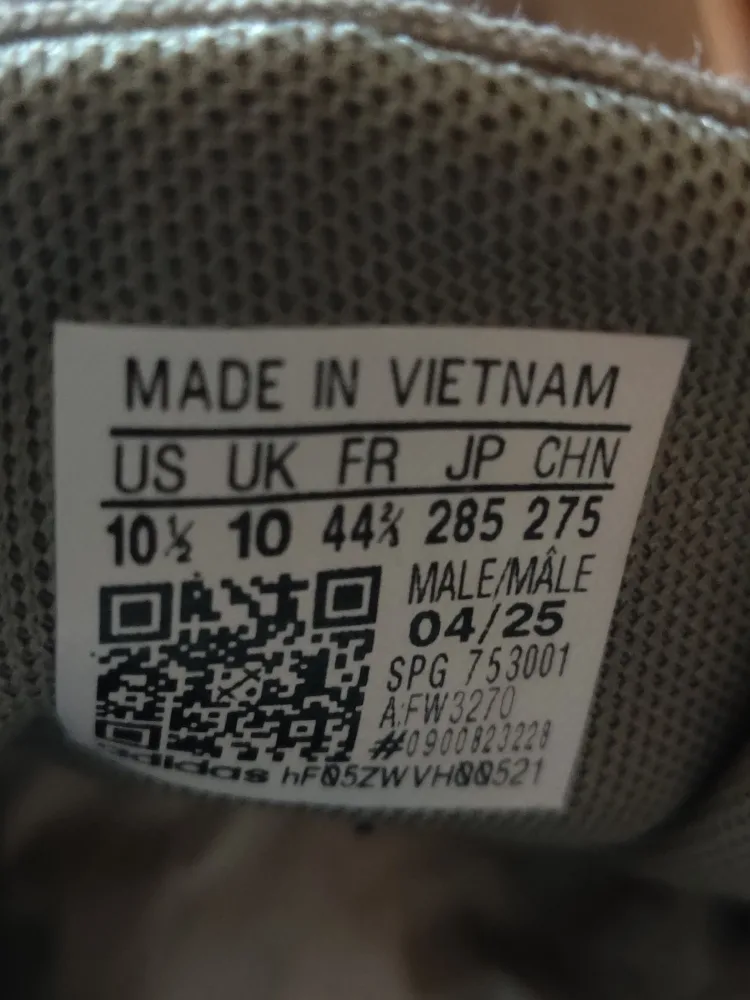 MADE IN VIETNAM
US UK FR JP CHN
10½ 10 44⅔ 285 275
MALE/MÂLE
04/25
SPG 753001
A:FW3270
#0900823228
adidas hF05ZWVH00521